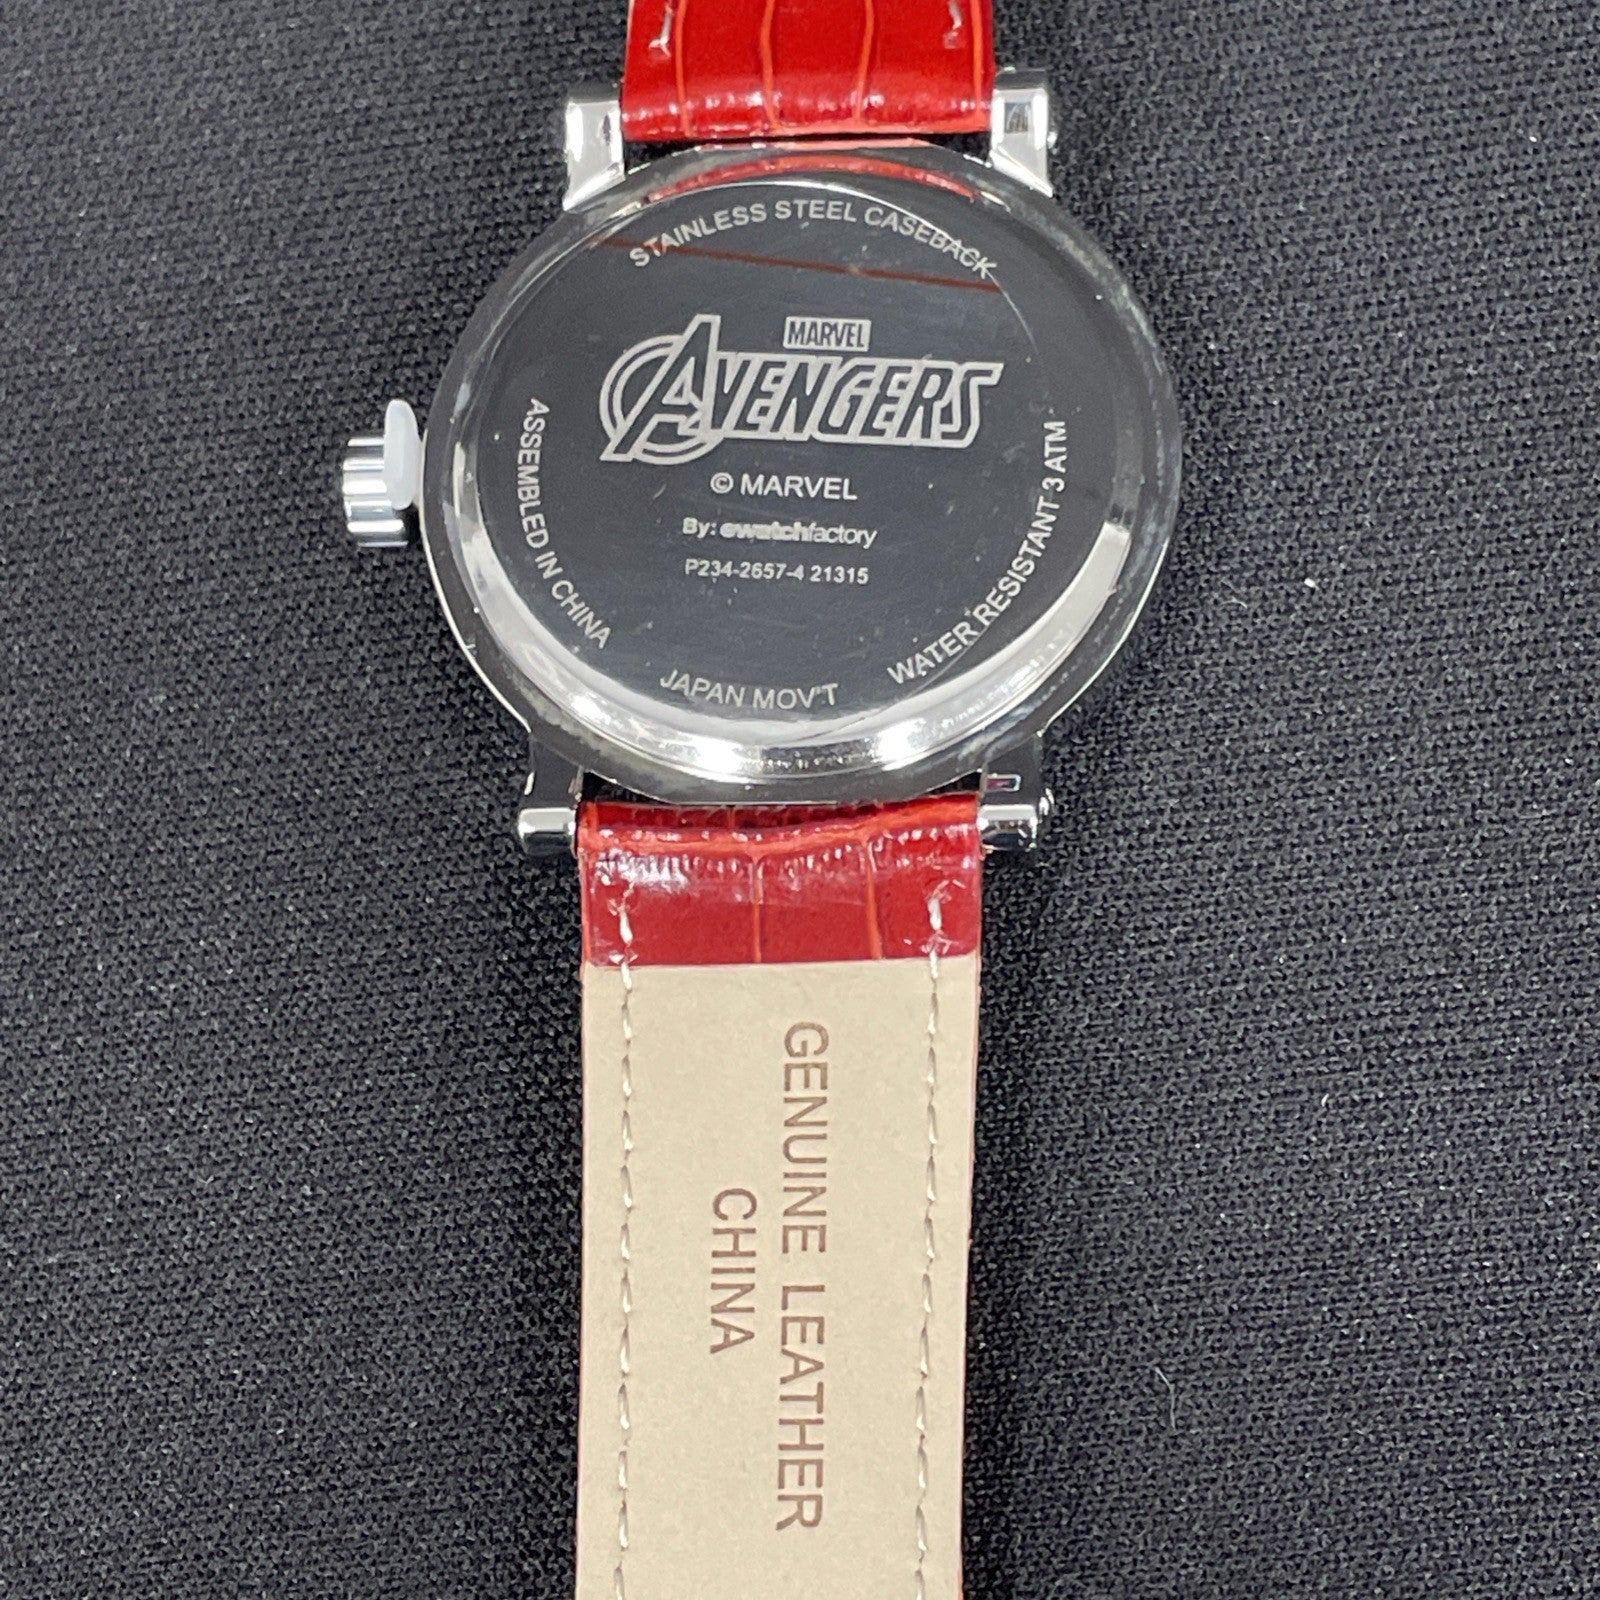 STAINLESS STEEL CASEBACK
MARVEL
AVENGERS
© MARVEL
By: ewatchfactory
P234-2657-4 21315
ASSEMBLED IN CHINA
WATER RESISTANT 3 ATM
JAPAN MOV'T
GENUINE LEATHER
CHINA